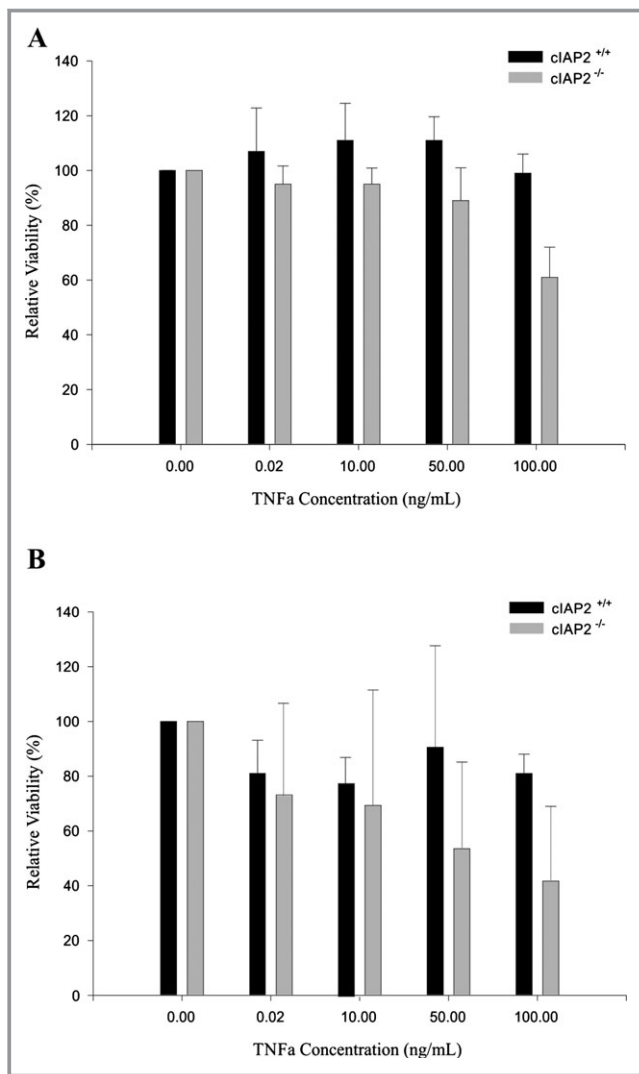 A
cIAP2 +/+
cIAP2 -/-
140
120
100
80
60
40
20
0
Relative Viability (%)
0.00 0.02 10.00 50.00 100.00
TNFa Concentration (ng/mL)
B
cIAP2 +/+
cIAP2 -/-
140
120
100
80
60
40
20
0
Relative Viability (%)
0.00 0.02 10.00 50.00 100.00
TNFa Concentration (ng/mL)